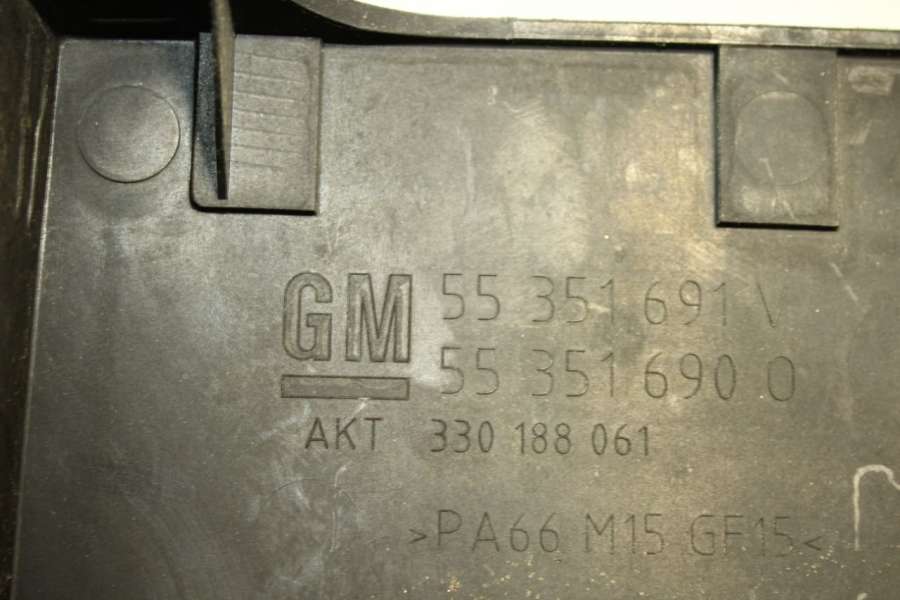 GM 55 351 691 V
55 351 690 O
AKT 330 188 061
>PA66 M15 GF15<